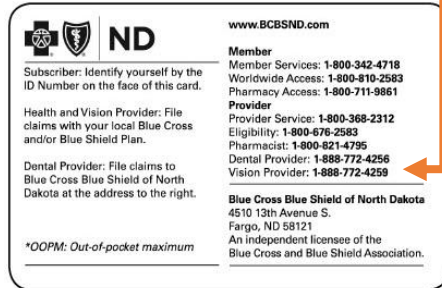 ND
Subscriber: Identify yourself by the
ID Number on the face of this card.
Health and Vision Provider: File
claims with your local Blue Cross
and/or Blue Shield Plan.
Dental Provider: File claims to
Blue Cross Blue Shield of North
Dakota at the address to the right.
*OOPM: Out-of-pocket maximum
www.BCBSND.com
Member
Member Services: 1-800-342-4718
Worldwide Access: 1-800-810-2583
Pharmacy Access: 1-800-711-9861
Provider
Provider Service: 1-800-368-2312
Eligibility: 1-800-676-2583
Pharmacist: 1-800-821-4795
Dental Provider: 1-888-772-4256
Vision Provider: 1-888-772-4259
Blue Cross Blue Shield of North Dakota
4510 13th Avenue S.
Fargo, ND 58121
An independent licensee of the
Blue Cross and Blue Shield Association.